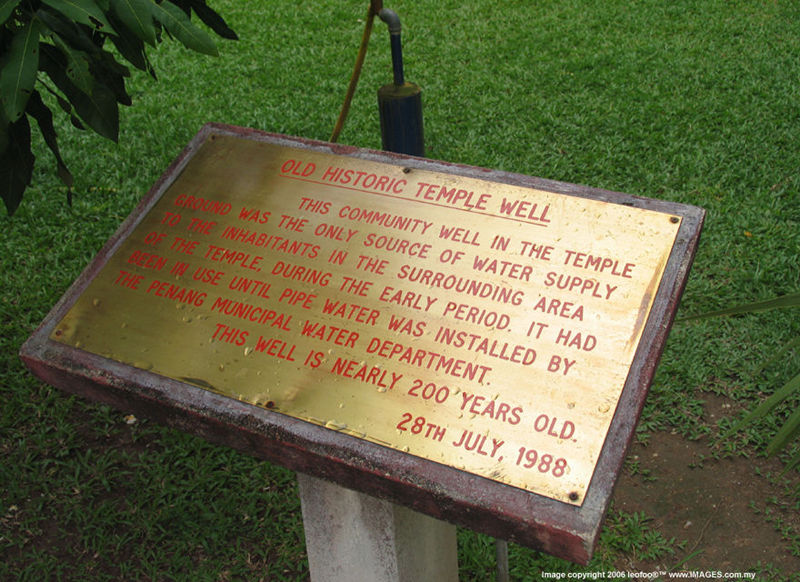 OLD HISTORIC TEMPLE WELL
THIS COMMUNITY WELL IN THE TEMPLE
GROUND WAS THE ONLY SOURCE OF WATER SUPPLY
TO THE INHABITANTS IN THE SURROUNDING AREA
OF THE TEMPLE, DURING THE EARLY PERIOD. IT HAD
BEEN IN USE UNTIL PIPE WATER WAS INSTALLED BY
THE PENANG MUNICIPAL WATER DEPARTMENT.
THIS WELL IS NEARLY 200 YEARS OLD.
28TH JULY, 1988
Image copyright 2006 leofoo®™ www.IMAGES.com.my